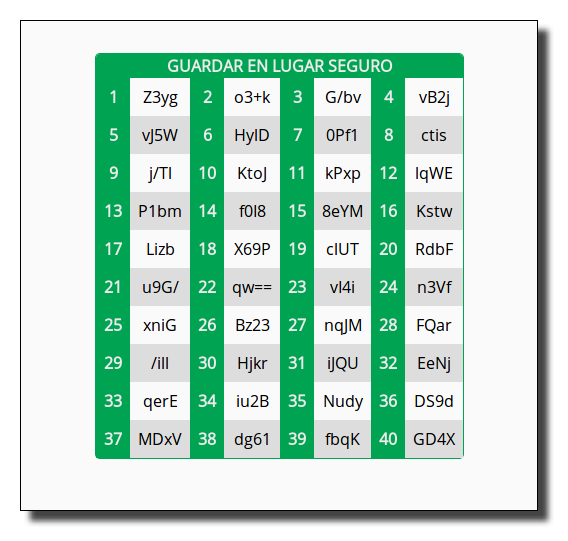 GUARDAR EN LUGAR SEGURO
1 Z3yg 2 o3+k 3 G/bv 4 vB2j
5 vJ5W 6 HyID 7 0Pf1 8 ctis
9 j/TI 10 KtoJ 11 kPxp 12 IqWE
13 P1bm 14 f0I8 15 8eYM 16 Kstw
17 Lizb 18 X69P 19 cIUT 20 RdbF
21 u9G/ 22 qw== 23 vI4i 24 n3Vf
25 xniG 26 Bz23 27 nqJM 28 FQar
29 /ill 30 Hjkr 31 iJQU 32 EeNj
33 qerE 34 iu2B 35 Nudy 36 DS9d
37 MDxV 38 dg61 39 fbqK 40 GD4X